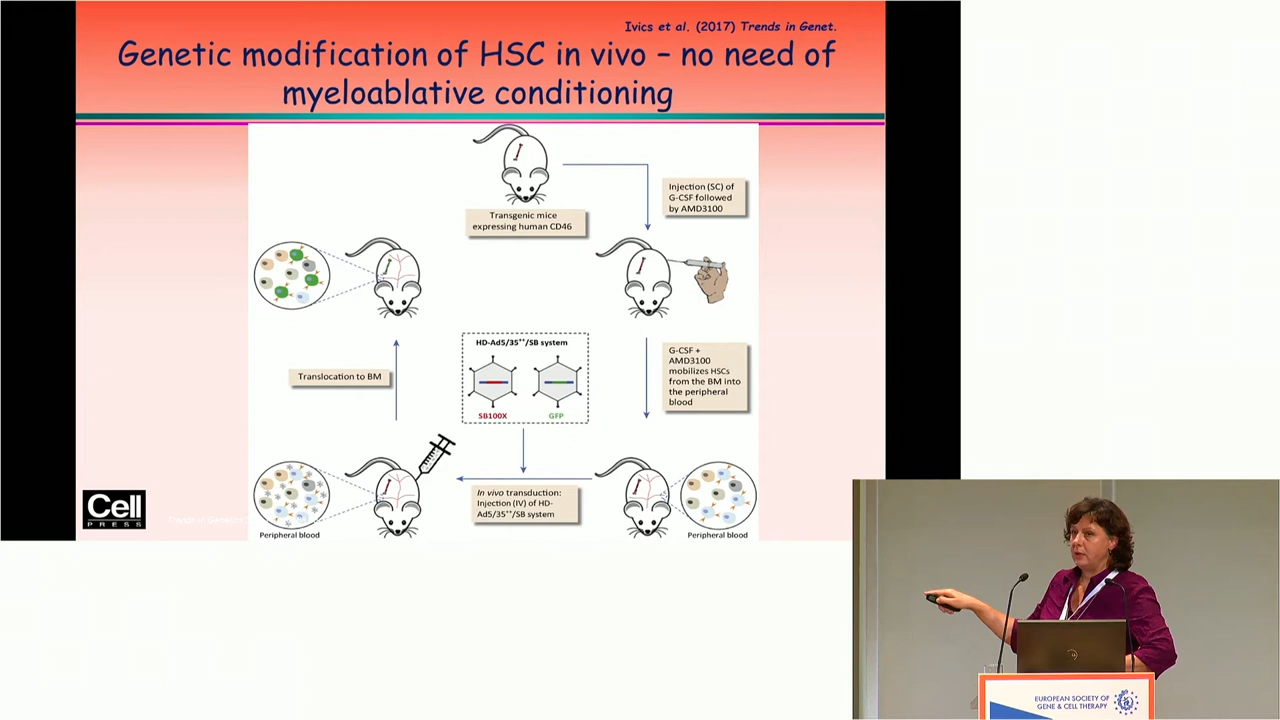 Ivics et al. (2017) Trends in Genet.
Genetic modification of HSC in vivo – no need of
myeloablative conditioning
Transgenic mice
expressing human CD46
Injection (SC) of
G-CSF followed
by AMD3100
G-CSF +
AMD3100
mobilizes HSCs
from the BM into
the peripheral
blood
HD-Ad5/35++/SB system
SB100X
GFP
Translocation to BM
In vivo transduction:
Injection (IV) of HD-
Ad5/35++/SB system
Peripheral blood
Peripheral blood
Cell
PRESS
Trends in Genetics
EUROPEAN SOCIETY OF
GENE & CELL THERAPY